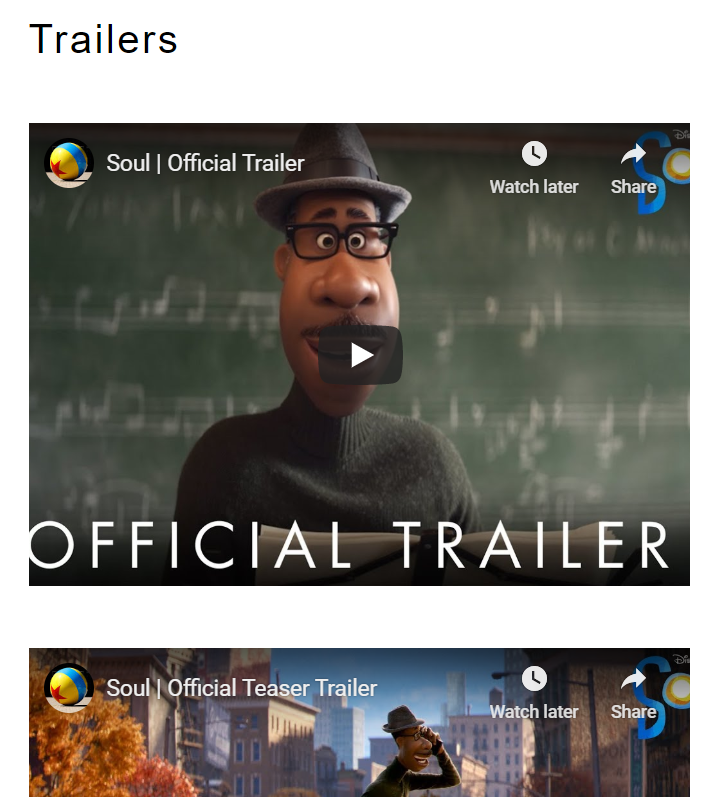 Trailers
Soul | Official Trailer
Watch later
Share
OFFICIAL TRAILER
Soul | Official Teaser Trailer
Watch later
Share